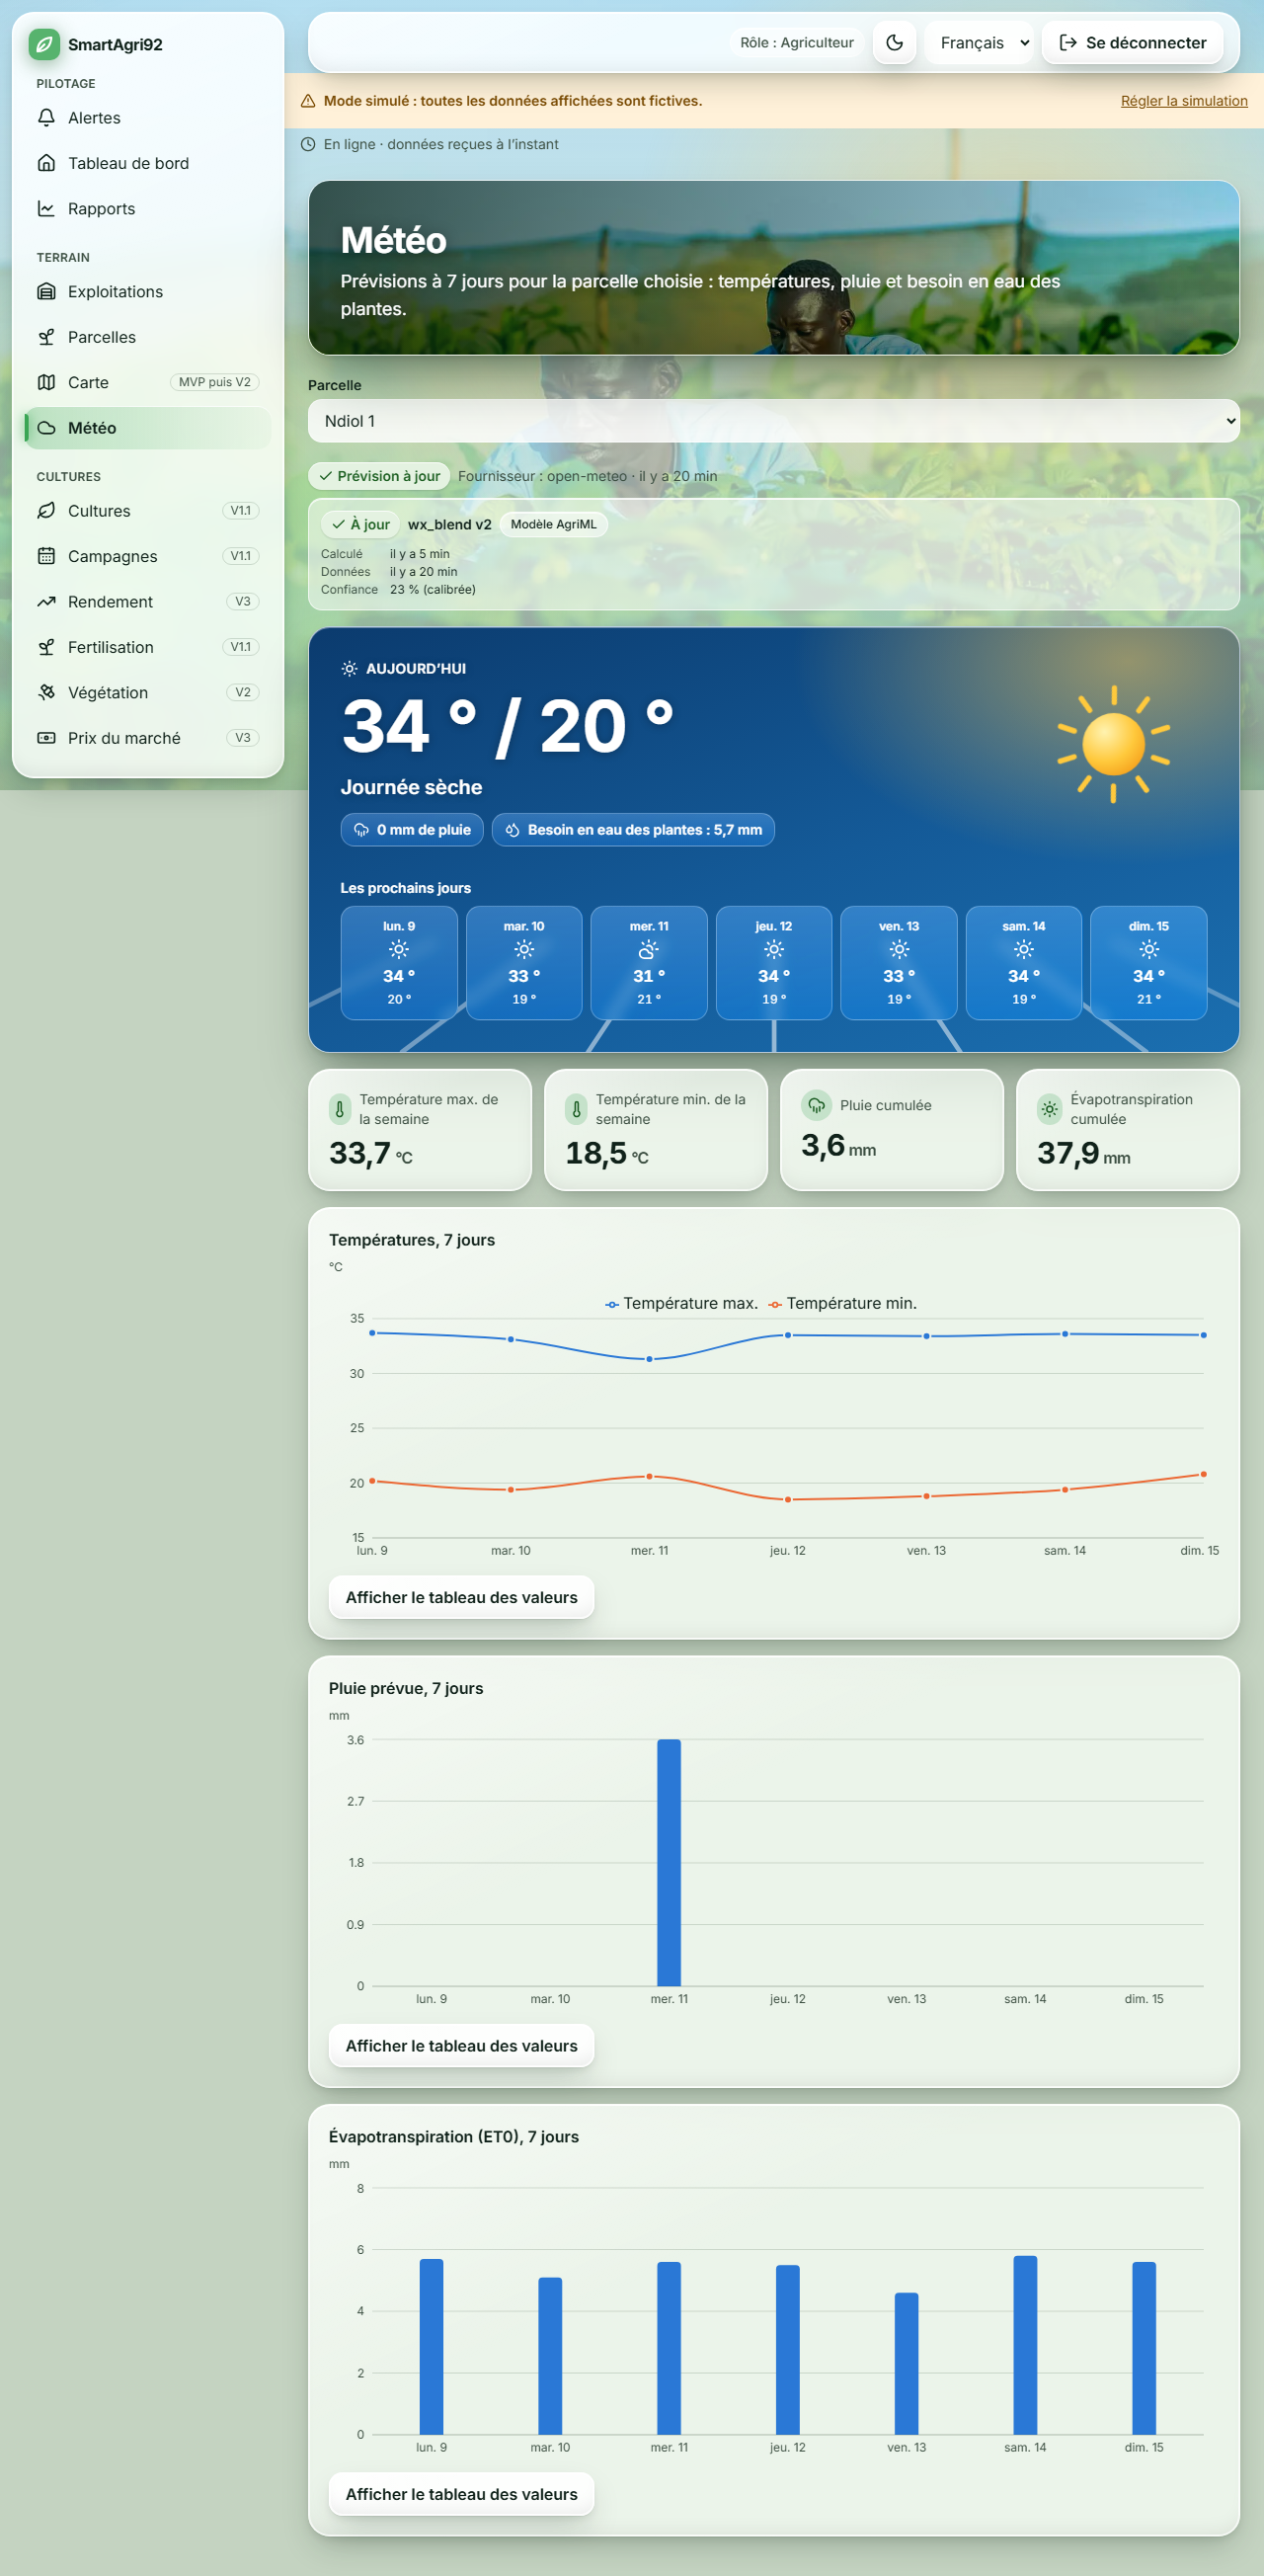 SmartAgri92
PILOTAGE
Alertes
Tableau de bord
Rapports
TERRAIN
Exploitations
Parcelles
Carte MVP puis V2
Météo
CULTURES
Cultures V1.1
Campagnes V1.1
Rendement V3
Fertilisation V1.1
Végétation V2
Prix du marché V3
Rôle : Agriculteur Français Se déconnecter
Mode simulé : toutes les données affichées sont fictives. Régler la simulation
En ligne · données reçues à l’instant
Météo
Prévisions à 7 jours pour la parcelle choisie : températures, pluie et besoin en eau des
plantes.
Parcelle
Ndiol 1
Prévision à jour Fournisseur : open-meteo · il y a 20 min
À jour wx_blend v2 Modèle AgriML
Calculé il y a 5 min
Données il y a 20 min
Confiance 23 % (calibrée)
AUJOURD’HUI
34 ° / 20 °
Journée sèche
0 mm de pluie Besoin en eau des plantes : 5,7 mm
Les prochains jours
lun. 9 mar. 10 mer. 11 jeu. 12 ven. 13 sam. 14 dim. 15
34 ° 33 ° 31 ° 34 ° 33 ° 34 ° 34 °
20 ° 19 ° 21 ° 19 ° 19 ° 19 ° 21 °
Température max. de
la semaine
33,7 °C
Température min. de la
semaine
18,5 °C
Pluie cumulée
3,6 mm
Évapotranspiration
cumulée
37,9 mm
Températures, 7 jours
°C
Température max. Température min.
35
30
25
20
15
lun. 9 mar. 10 mer. 11 jeu. 12 ven. 13 sam. 14 dim. 15
Afficher le tableau des valeurs
Pluie prévue, 7 jours
mm
3.6
2.7
1.8
0.9
0
lun. 9 mar. 10 mer. 11 jeu. 12 ven. 13 sam. 14 dim. 15
Afficher le tableau des valeurs
Évapotranspiration (ET0), 7 jours
mm
8
6
4
2
0
lun. 9 mar. 10 mer. 11 jeu. 12 ven. 13 sam. 14 dim. 15
Afficher le tableau des valeurs